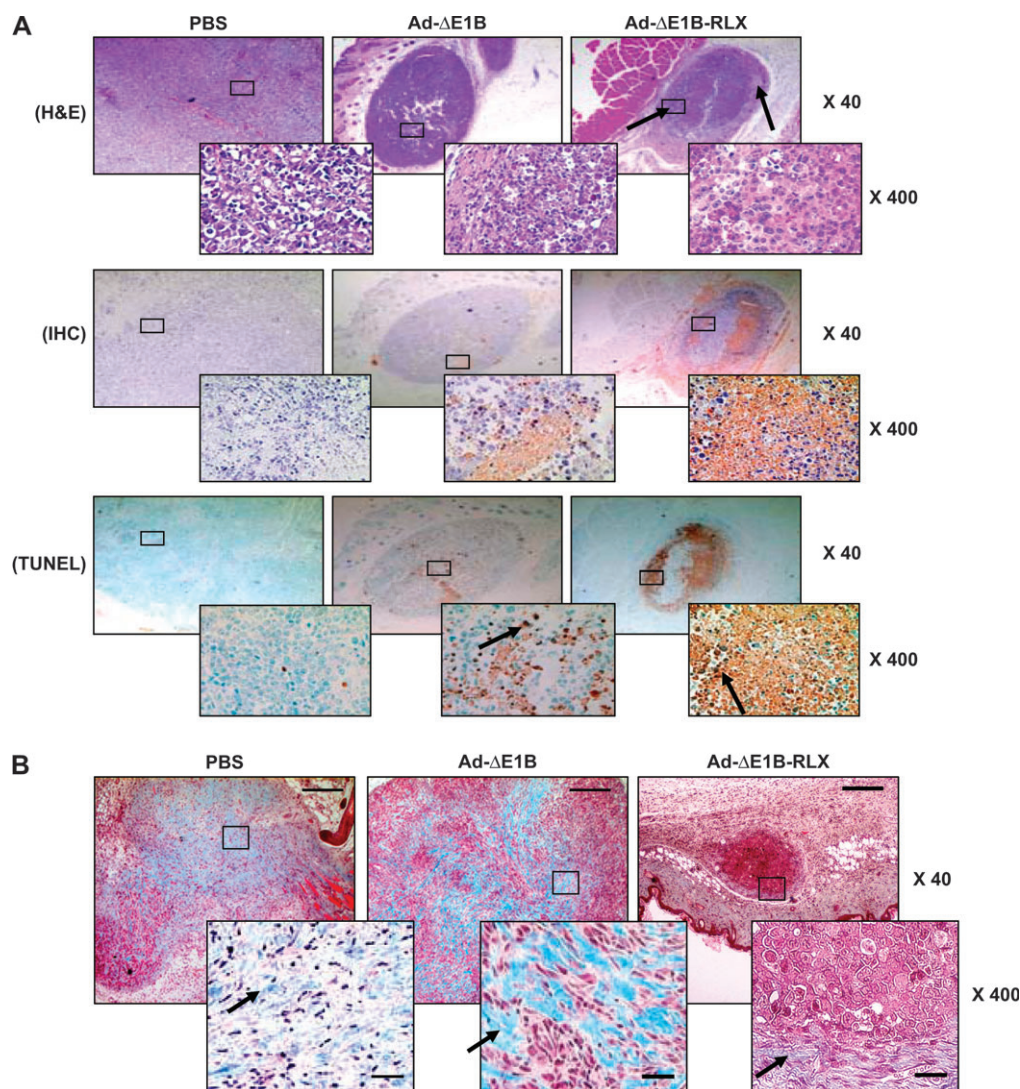 A
PBS
Ad-ΔE1B
Ad-ΔE1B-RLX
(H&E)
X 40
X 400
(IHC)
X 40
X 400
(TUNEL)
X 40
X 400
B
PBS
Ad-ΔE1B
Ad-ΔE1B-RLX
X 40
X 400